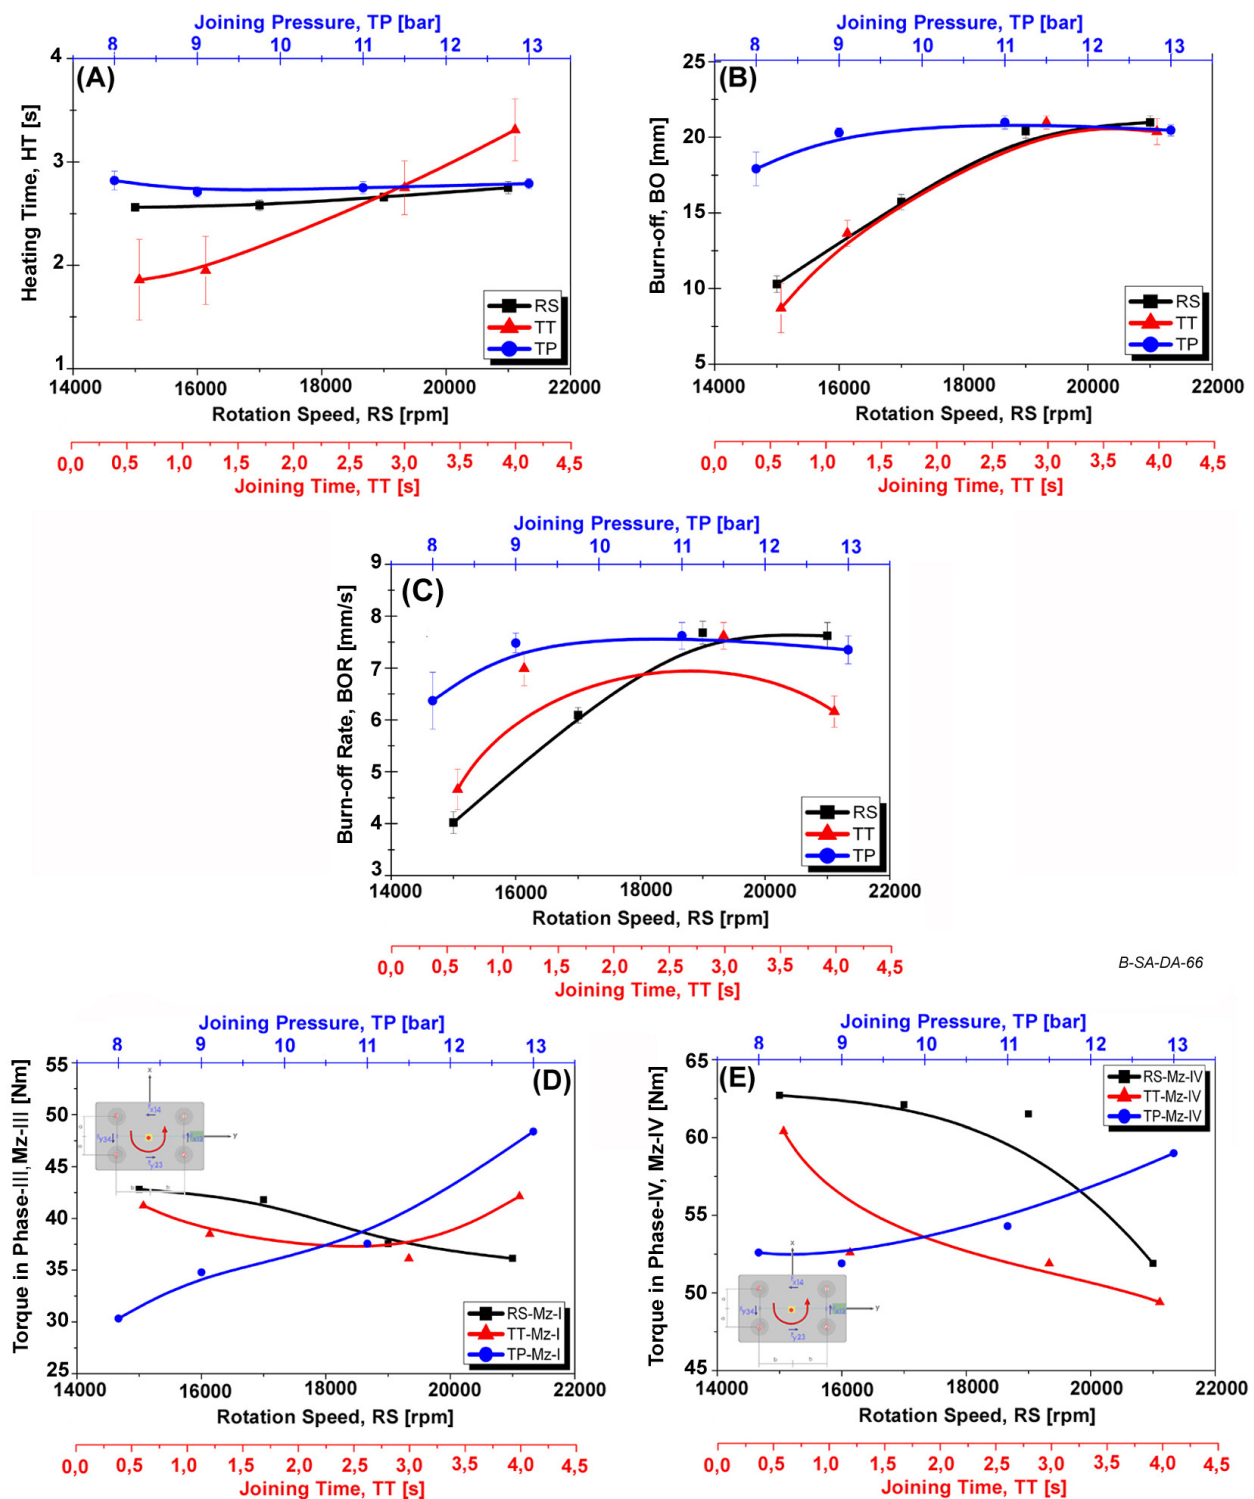 Joining Pressure, TP [bar]
8 9 10 11 12 13
(A)
Heating Time, HT [s]
4
3
2
1
RS
TT
TP
14000 16000 18000 20000 22000
Rotation Speed, RS [rpm]
0,0 0,5 1,0 1,5 2,0 2,5 3,0 3,5 4,0 4,5
Joining Time, TT [s]
Joining Pressure, TP [bar]
8 9 10 11 12 13
(B)
Burn-off, BO [mm]
25
20
15
10
5
RS
TT
TP
14000 16000 18000 20000 22000
Rotation Speed, RS [rpm]
0,0 0,5 1,0 1,5 2,0 2,5 3,0 3,5 4,0 4,5
Joining Time, TT [s]
Joining Pressure, TP [bar]
8 9 10 11 12 13
(C)
Burn-off Rate, BOR [mm/s]
9
8
7
6
5
4
3
RS
TT
TP
14000 16000 18000 20000 22000
Rotation Speed, RS [rpm]
0,0 0,5 1,0 1,5 2,0 2,5 3,0 3,5 4,0 4,5
Joining Time, TT [s]
B-SA-DA-66
Joining Pressure, TP [bar]
8 9 10 11 12 13
(D)
Torque in Phase-III, Mz-III [Nm]
55
50
45
40
35
30
25
x
y
RS-Mz-I
TT-Mz-I
TP-Mz-I
14000 16000 18000 20000 22000
Rotation Speed, RS [rpm]
0,0 0,5 1,0 1,5 2,0 2,5 3,0 3,5 4,0 4,5
Joining Time, TT [s]
Joining Pressure, TP [bar]
8 9 10 11 12 13
(E)
Torque in Phase-IV, Mz-IV [Nm]
65
60
55
50
45
RS-Mz-IV
TT-Mz-IV
TP-Mz-IV
x
y
14000 16000 18000 20000 22000
Rotation Speed, RS [rpm]
0,0 0,5 1,0 1,5 2,0 2,5 3,0 3,5 4,0 4,5
Joining Time, TT [s]